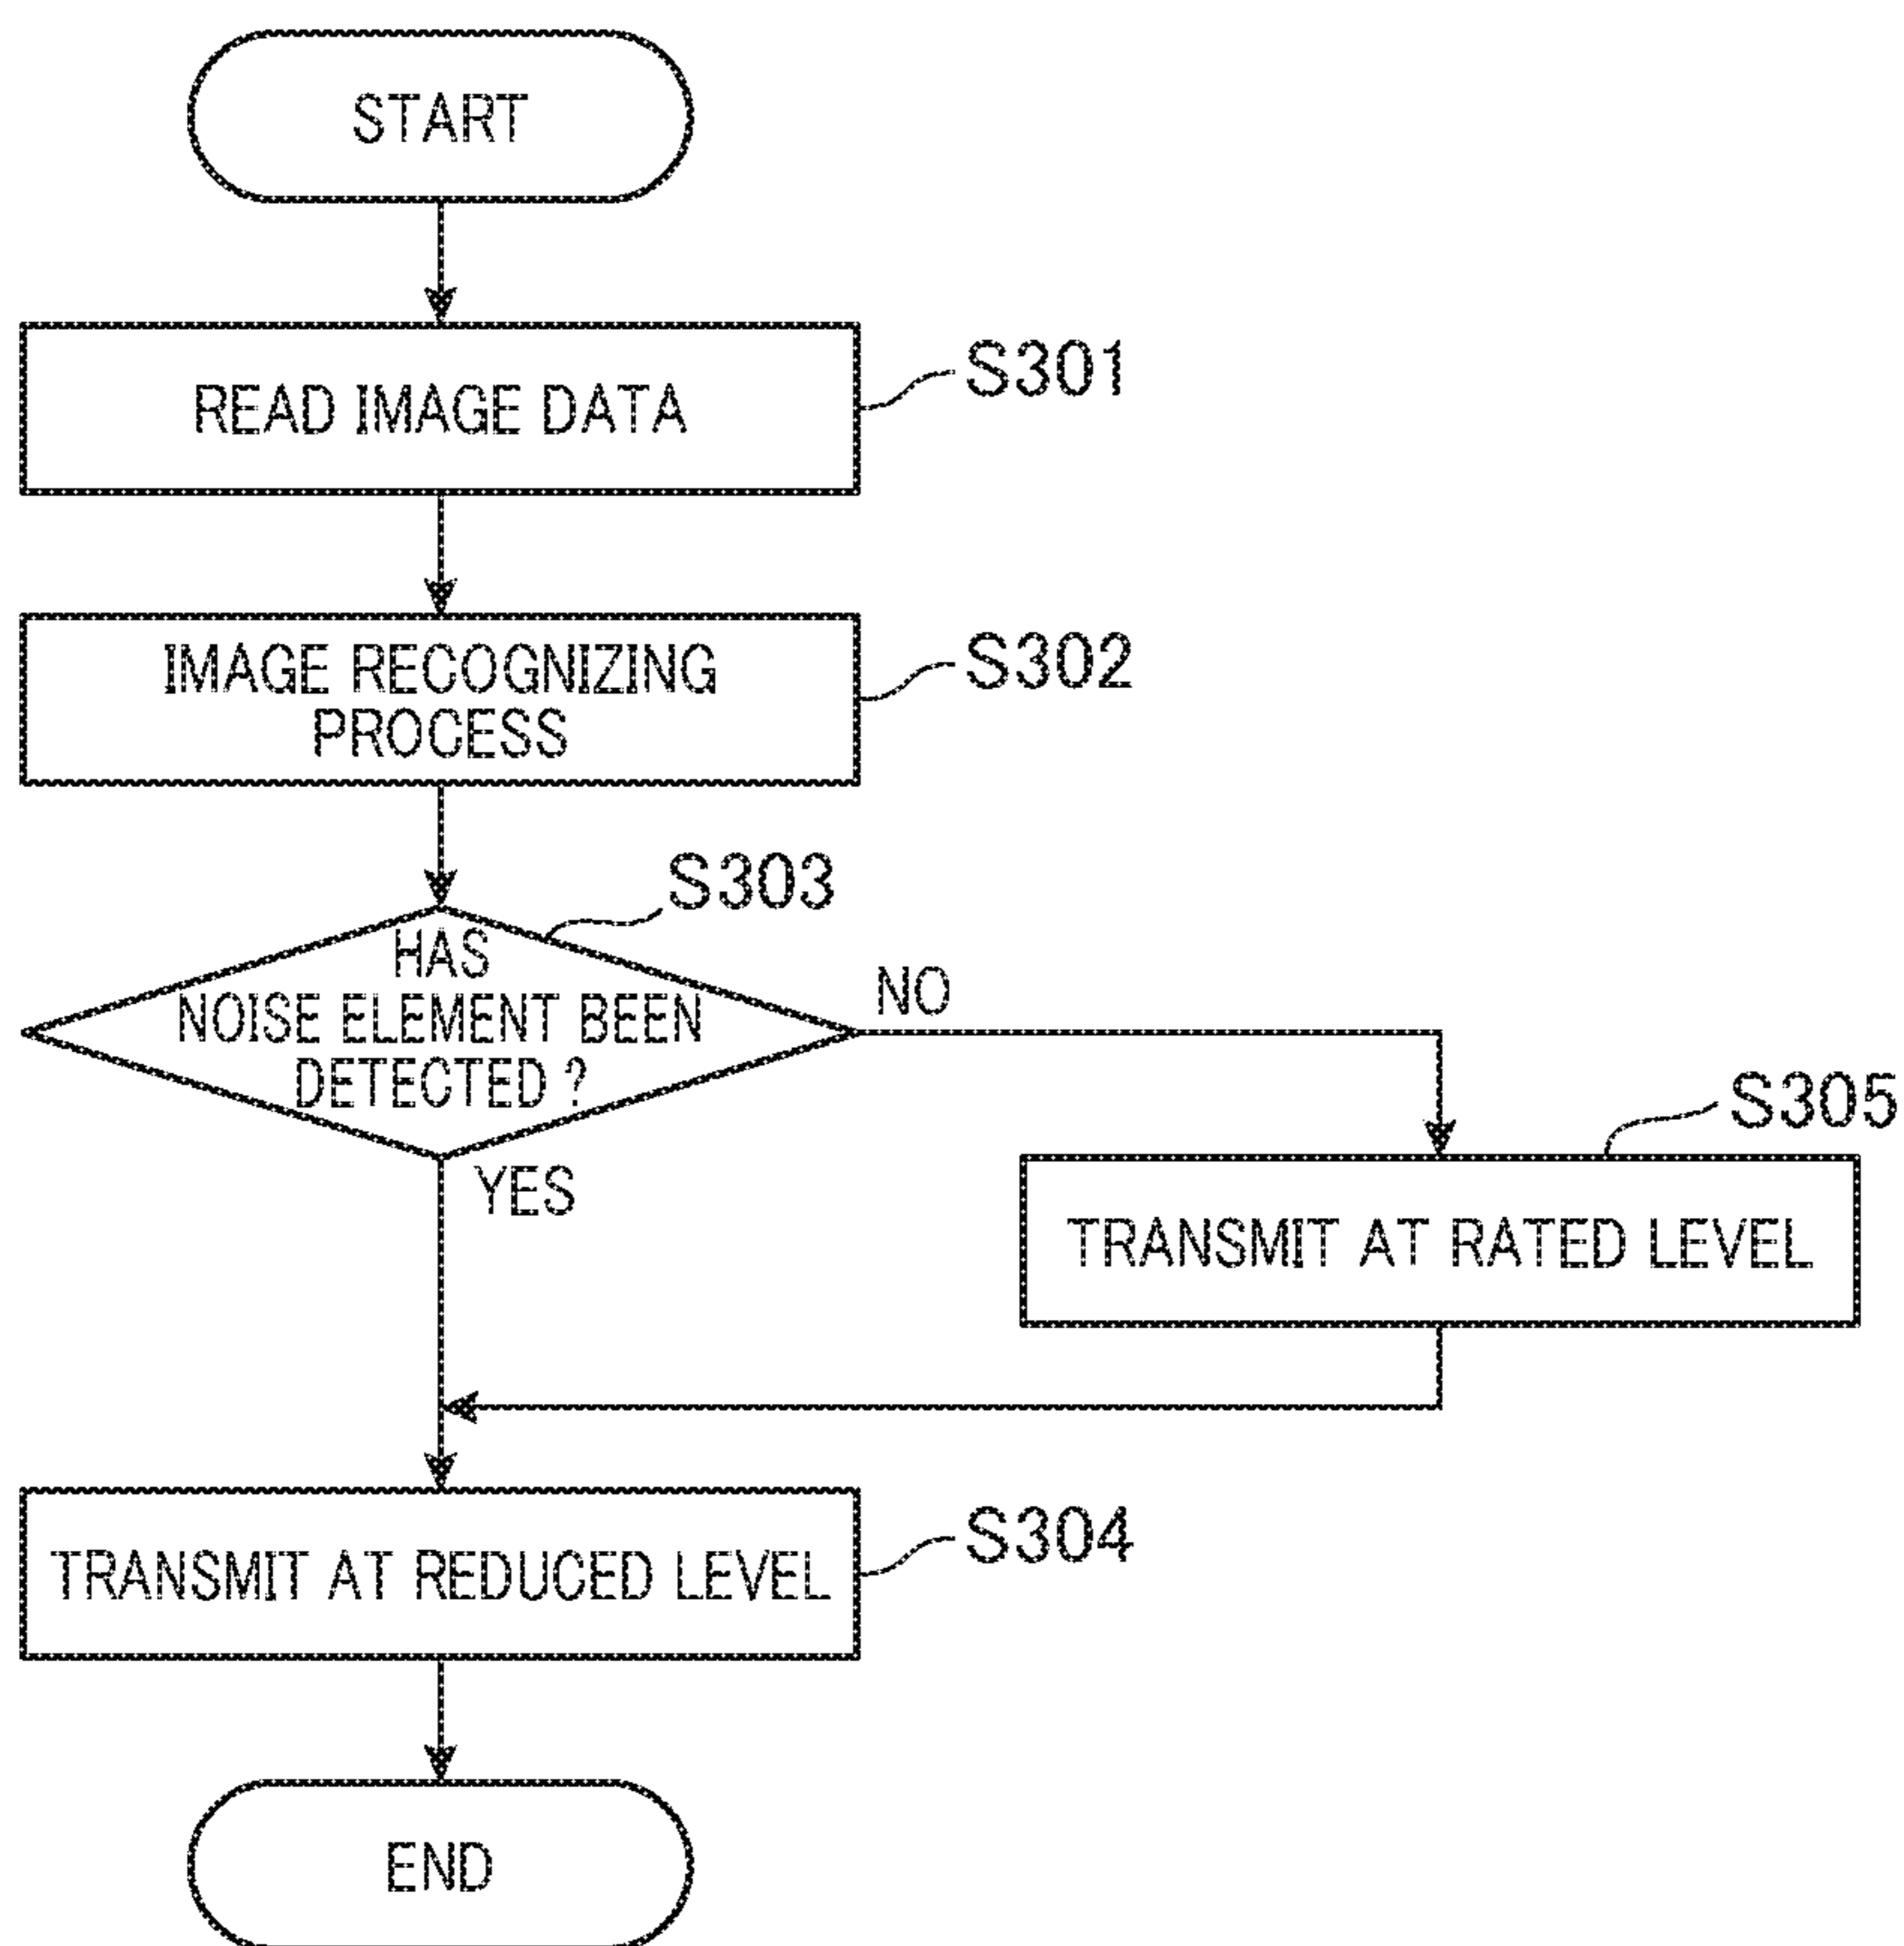 START
READ IMAGE DATA
S301
IMAGE RECOGNIZING
PROCESS
S302
S303
HAS
NOISE ELEMENT BEEN
DETECTED ?
NO
YES
S305
TRANSMIT AT RATED LEVEL
TRANSMIT AT REDUCED LEVEL
S304
END